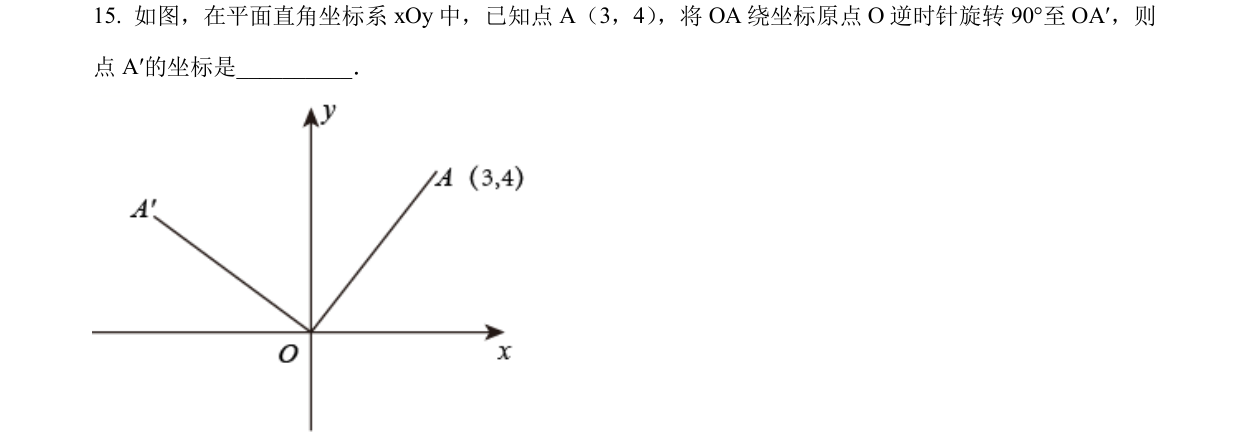 15. 如图，在平面直角坐标系 xOy 中，已知点 A（3，4），将 OA 绕坐标原点 O 逆时针旋转 90°至 OA′，则
点 A′的坐标是__________．
y
A (3,4)
A′
O
x